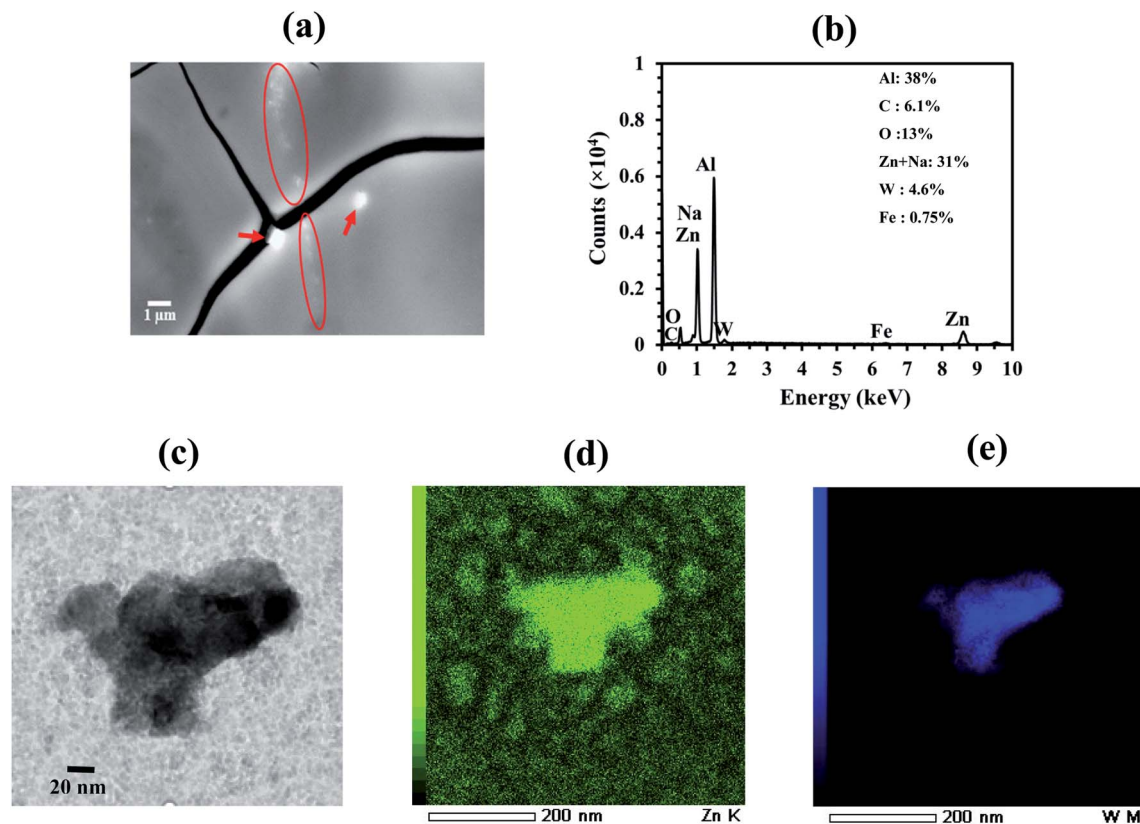 (a)
(b)
1 µm
Counts (×10⁴)
1
0.8
0.6
0.4
0.2
0
Al: 38%
C : 6.1%
O :13%
Zn+Na: 31%
W : 4.6%
Fe : 0.75%
Al
Na
Zn
O
C
W
Fe
Zn
0 1 2 3 4 5 6 7 8 9 10
Energy (keV)
(c)
(d)
(e)
20 nm
200 nm Zn K
200 nm W M